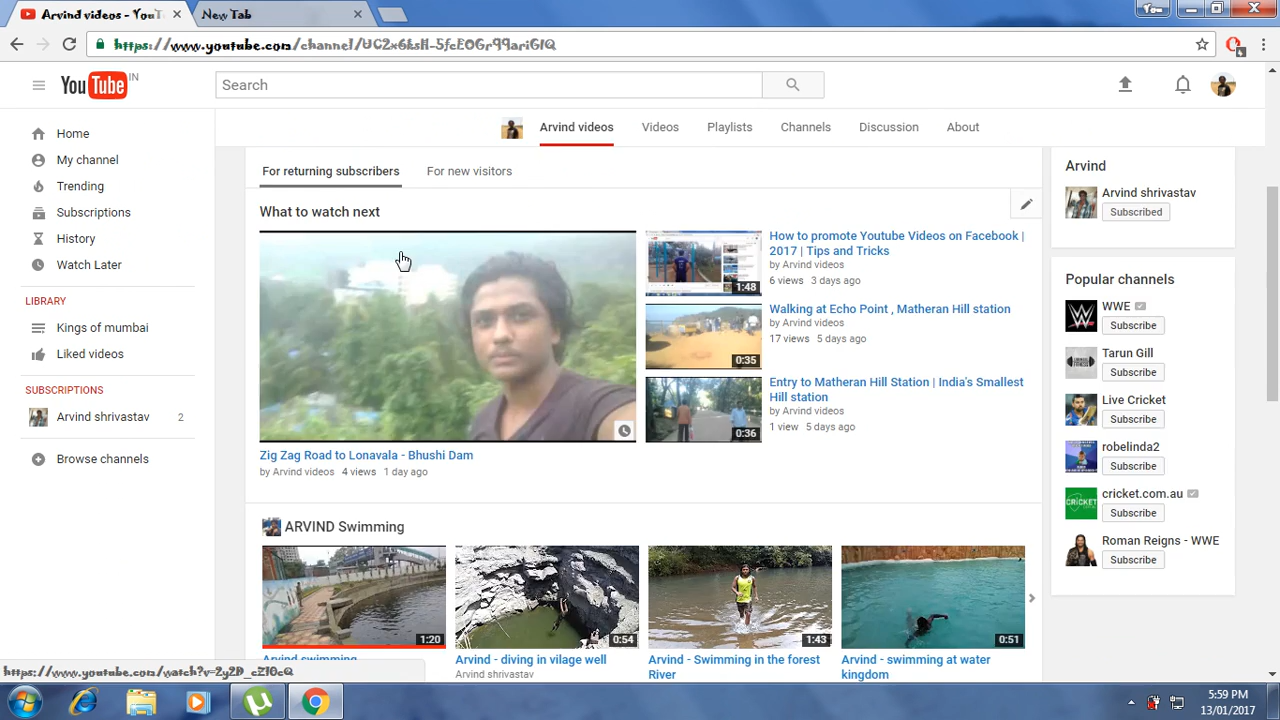 Arvind videos - YouT
New Tab
https://www.youtube.com/channel/
You Tube IN
Search
Home
My channel
Trending
Subscriptions
History
Watch Later
LIBRARY
Kings of mumbai
Liked videos
SUBSCRIPTIONS
Arvind shrivastav 2
Browse channels
Arvind videos Videos Playlists Channels Discussion About
For returning subscribers For new visitors
What to watch next
Zig Zag Road to Lonavala - Bhushi Dam
by Arvind videos 4 views 1 day ago
1:48
How to promote Youtube Videos on Facebook |
2017 | Tips and Tricks
by Arvind videos
6 views 3 days ago
0:35
Walking at Echo Point , Matheran Hill station
by Arvind videos
17 views 5 days ago
0:36
Entry to Matheran Hill Station | India's Smallest
Hill station
by Arvind videos
1 view 5 days ago
ARVIND Swimming
1:20
0:54
1:43
0:51
Arvind swimming
Arvind - diving in vilage well
Arvind shrivastav
Arvind - Swimming in the forest
River
Arvind - swimming at water
kingdom
Arvind
Arvind shrivastav
Subscribed
Popular channels
WWE
Subscribe
Tarun Gill
Subscribe
Live Cricket
Subscribe
robelinda2
Subscribe
cricket.com.au
Subscribe
Roman Reigns - WWE
Subscribe
5:59 PM
13/01/2017